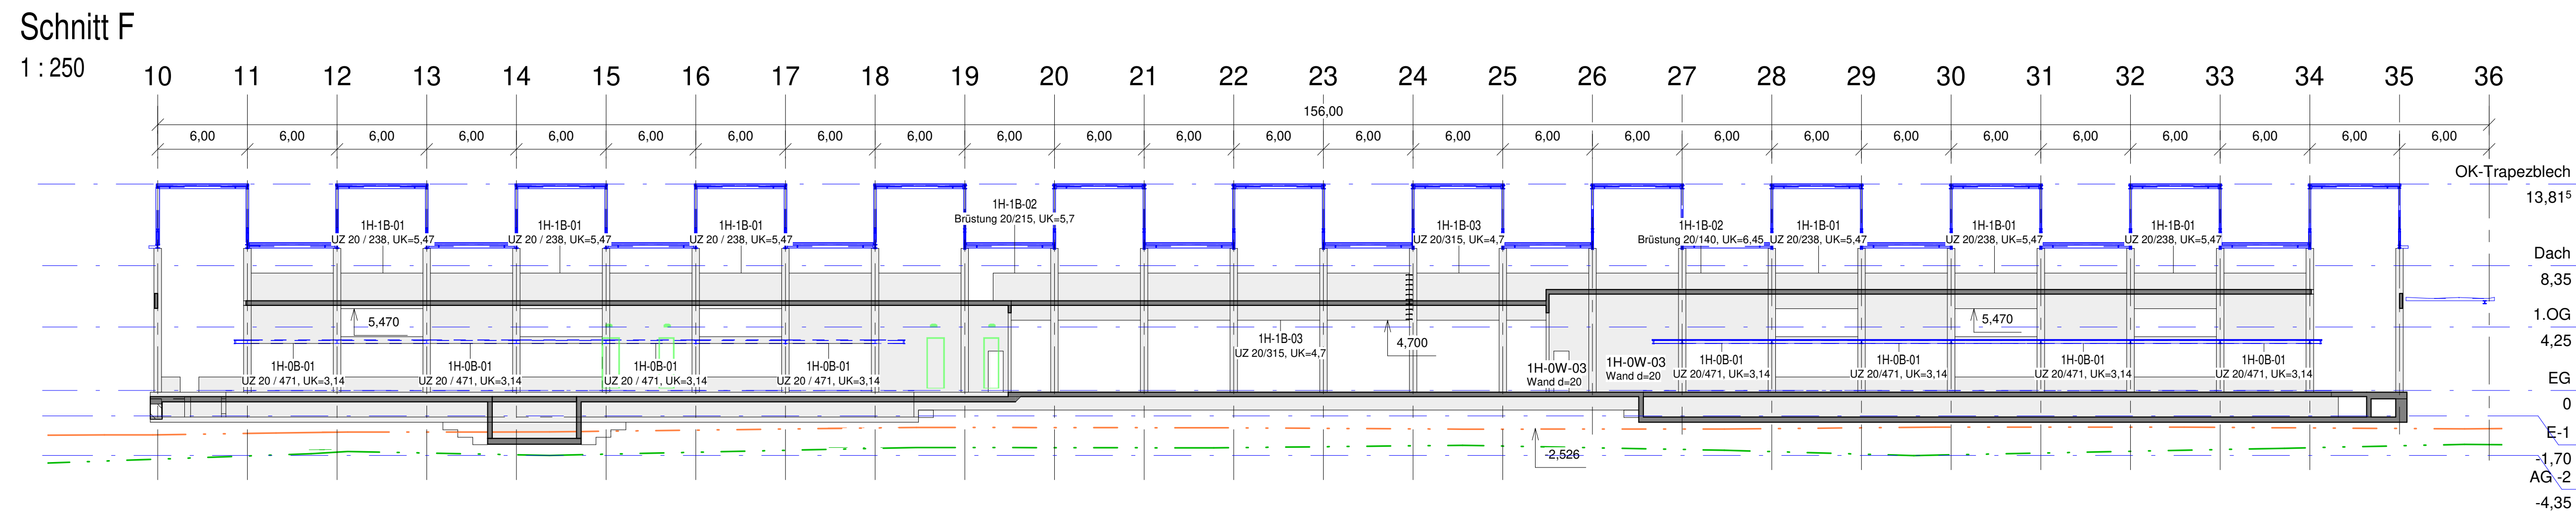 Schnitt F
1 : 250
10 11 12 13 14 15 16 17 18 19 20 21 22 23 24 25 26 27 28 29 30 31 32 33 34 35 36
156,00
6,00 6,00 6,00 6,00 6,00 6,00 6,00 6,00 6,00 6,00 6,00 6,00 6,00 6,00 6,00 6,00 6,00 6,00 6,00 6,00 6,00 6,00 6,00 6,00 6,00 6,00
OK-Trapezblech
13,81⁵
1H-1B-01
UZ 20 / 238, UK=5,47
1H-1B-01
UZ 20 / 238, UK=5,47
1H-1B-01
UZ 20 / 238, UK=5,47
1H-1B-02
Brüstung 20/215, UK=5,7
1H-1B-03
UZ 20/315, UK=4,7
1H-1B-02
Brüstung 20/140, UK=6,45
1H-1B-01
UZ 20/238, UK=5,47
1H-1B-01
UZ 20/238, UK=5,47
1H-1B-01
UZ 20/238, UK=5,47
Dach
8,35
5,470
5,470
1.OG
4,25
4,700
1H-1B-03
UZ 20/315, UK=4,7
1H-0B-01
UZ 20 / 471, UK=3,14
1H-0B-01
UZ 20 / 471, UK=3,14
1H-0B-01
UZ 20 / 471, UK=3,14
1H-0B-01
UZ 20 / 471, UK=3,14
1H-0W-03
Wand d=20
1H-0W-03
Wand d=20
1H-0B-01
UZ 20/471, UK=3,14
1H-0B-01
UZ 20/471, UK=3,14
1H-0B-01
UZ 20/471, UK=3,14
1H-0B-01
UZ 20/471, UK=3,14
EG
0
E-1
-1,70
-2,526
AG -2
-4,35